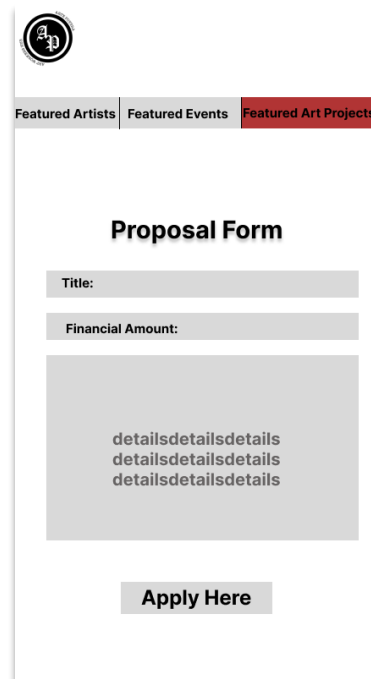 AP
Featured Artists
Featured Events
Featured Art Projects
Proposal Form
Title:
Financial Amount:
detailsdetailsdetails
detailsdetailsdetails
detailsdetailsdetails
Apply Here